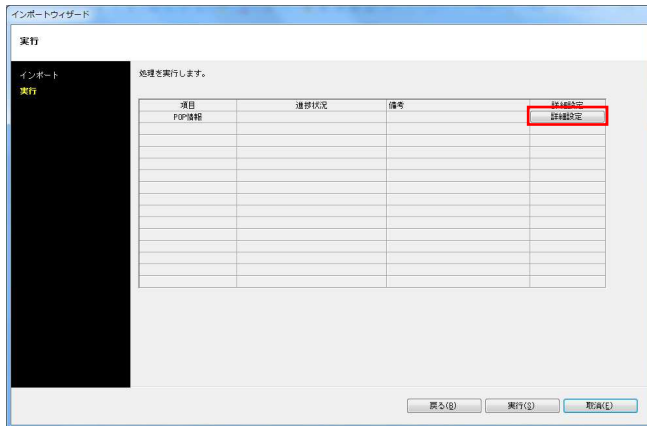 インポートウィザード
実行
インポート
実行
処理を実行します。
項目 進捗状況 備考 詳細設定
POP情報 詳細設定
戻る(B) 実行(S) 取消(E)